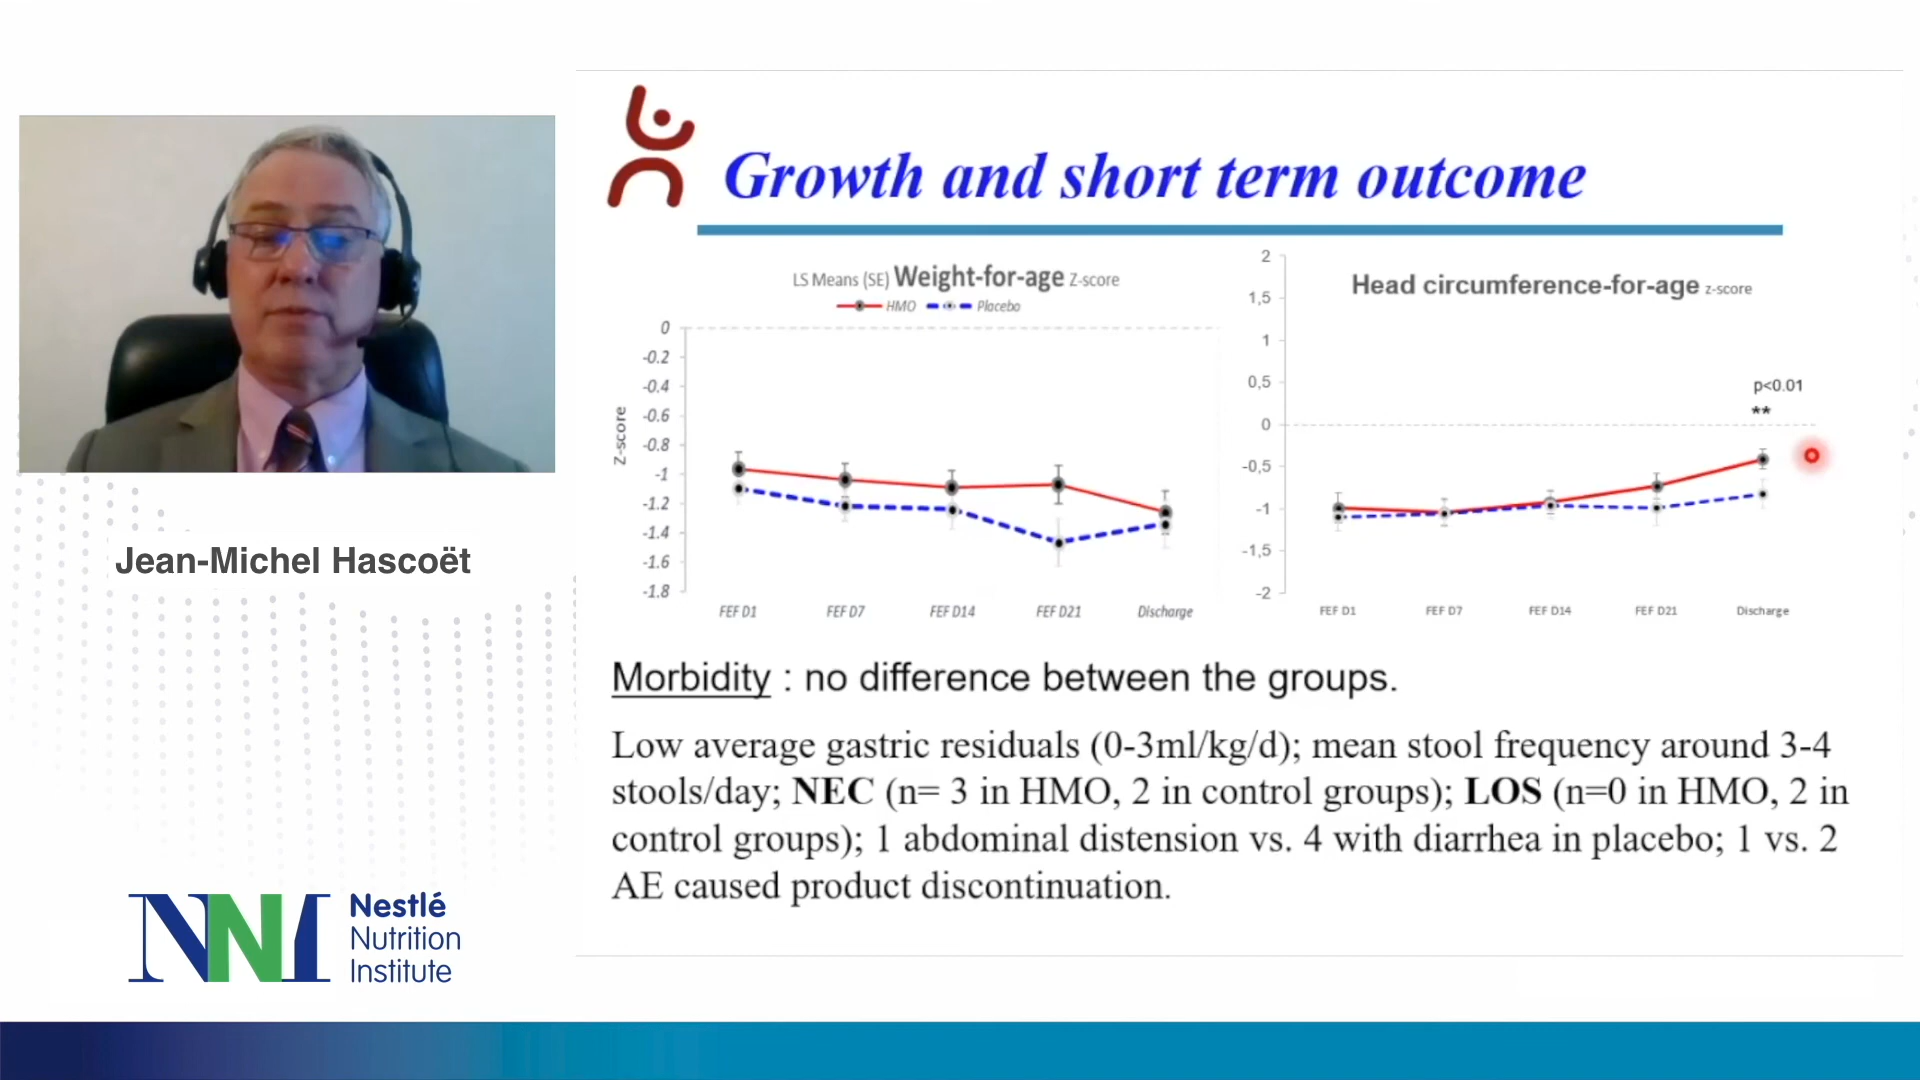 Growth and short term outcome
LS Means (SE) Weight-for-age Z-score
HMO Placebo
Z-score
0
-0.2
-0.4
-0.6
-0.8
-1
-1.2
-1.4
-1.6
-1.8
FEF D1 FEF D7 FEF D14 FEF D21 Discharge
Head circumference-for-age z-score
2
1,5
1
0,5
0
-0,5
-1
-1,5
-2
p<0.01
**
FEF D1 FEF D7 FEF D14 FEF D21 Discharge
Morbidity : no difference between the groups.
Low average gastric residuals (0-3ml/kg/d); mean stool frequency around 3-4
stools/day; NEC (n= 3 in HMO, 2 in control groups); LOS (n=0 in HMO, 2 in
control groups); 1 abdominal distension vs. 4 with diarrhea in placebo; 1 vs. 2
AE caused product discontinuation.
Jean-Michel Hascoët
NNI
Nestlé
Nutrition
Institute